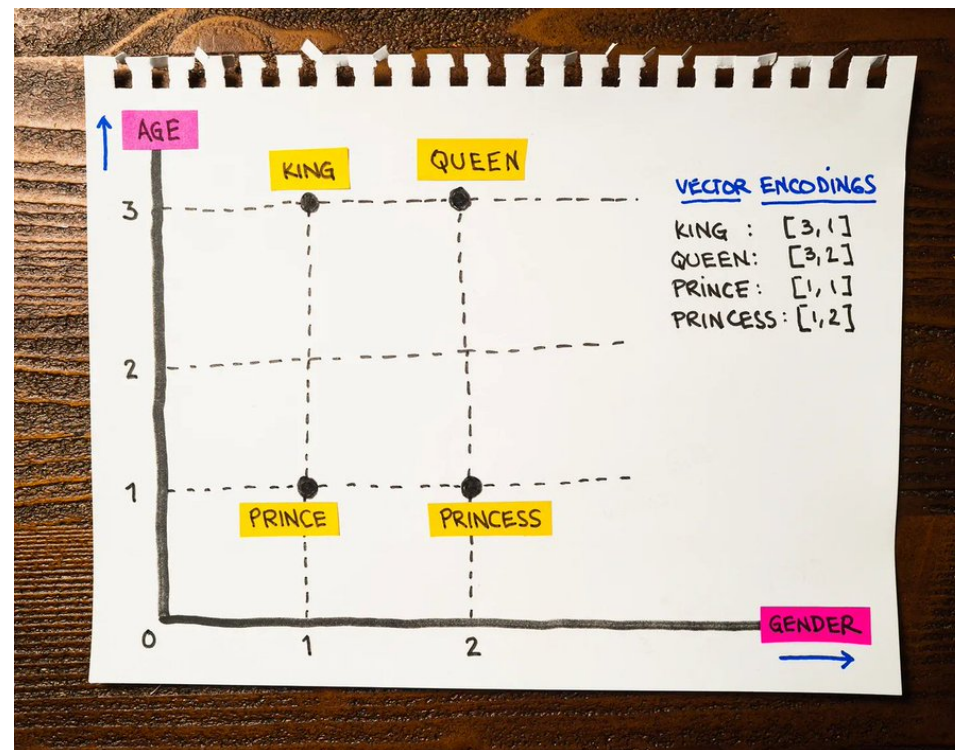 AGE
KING
QUEEN
VECTOR ENCODINGS
KING : [3,1]
QUEEN: [3,2]
PRINCE: [1,1]
PRINCESS: [1,2]
3
2
1
PRINCE
PRINCESS
0
1
2
GENDER